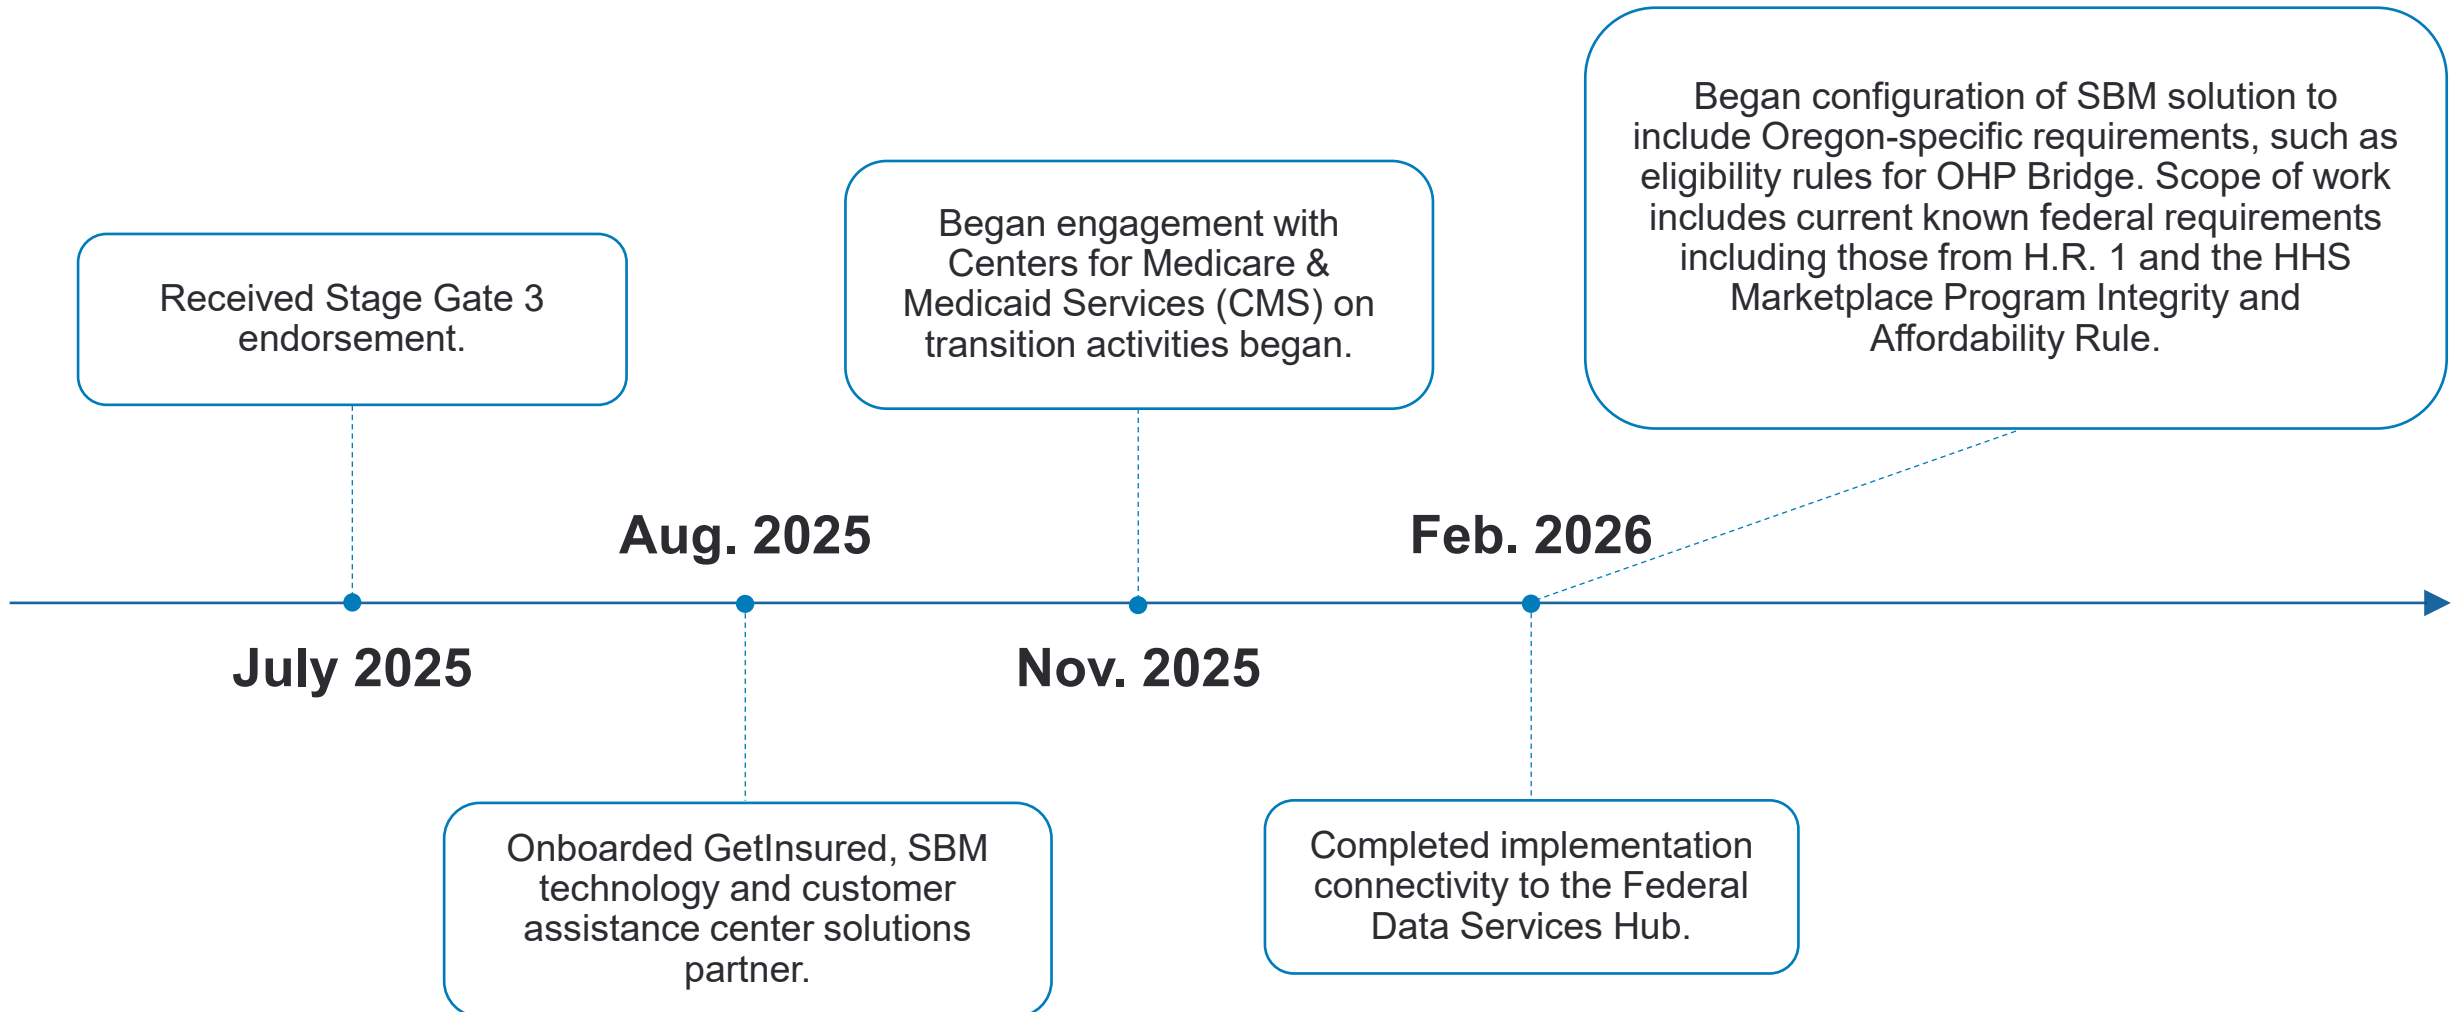 Received Stage Gate 3
endorsement.
July 2025
Aug. 2025
Onboarded GetInsured, SBM
technology and customer
assistance center solutions
partner.
Began engagement with
Centers for Medicare &
Medicaid Services (CMS) on
transition activities began.
Nov. 2025
Feb. 2026
Began configuration of SBM solution to
include Oregon-specific requirements, such as
eligibility rules for OHP Bridge. Scope of work
includes current known federal requirements
including those from H.R. 1 and the HHS
Marketplace Program Integrity and
Affordability Rule.
Completed implementation
connectivity to the Federal
Data Services Hub.